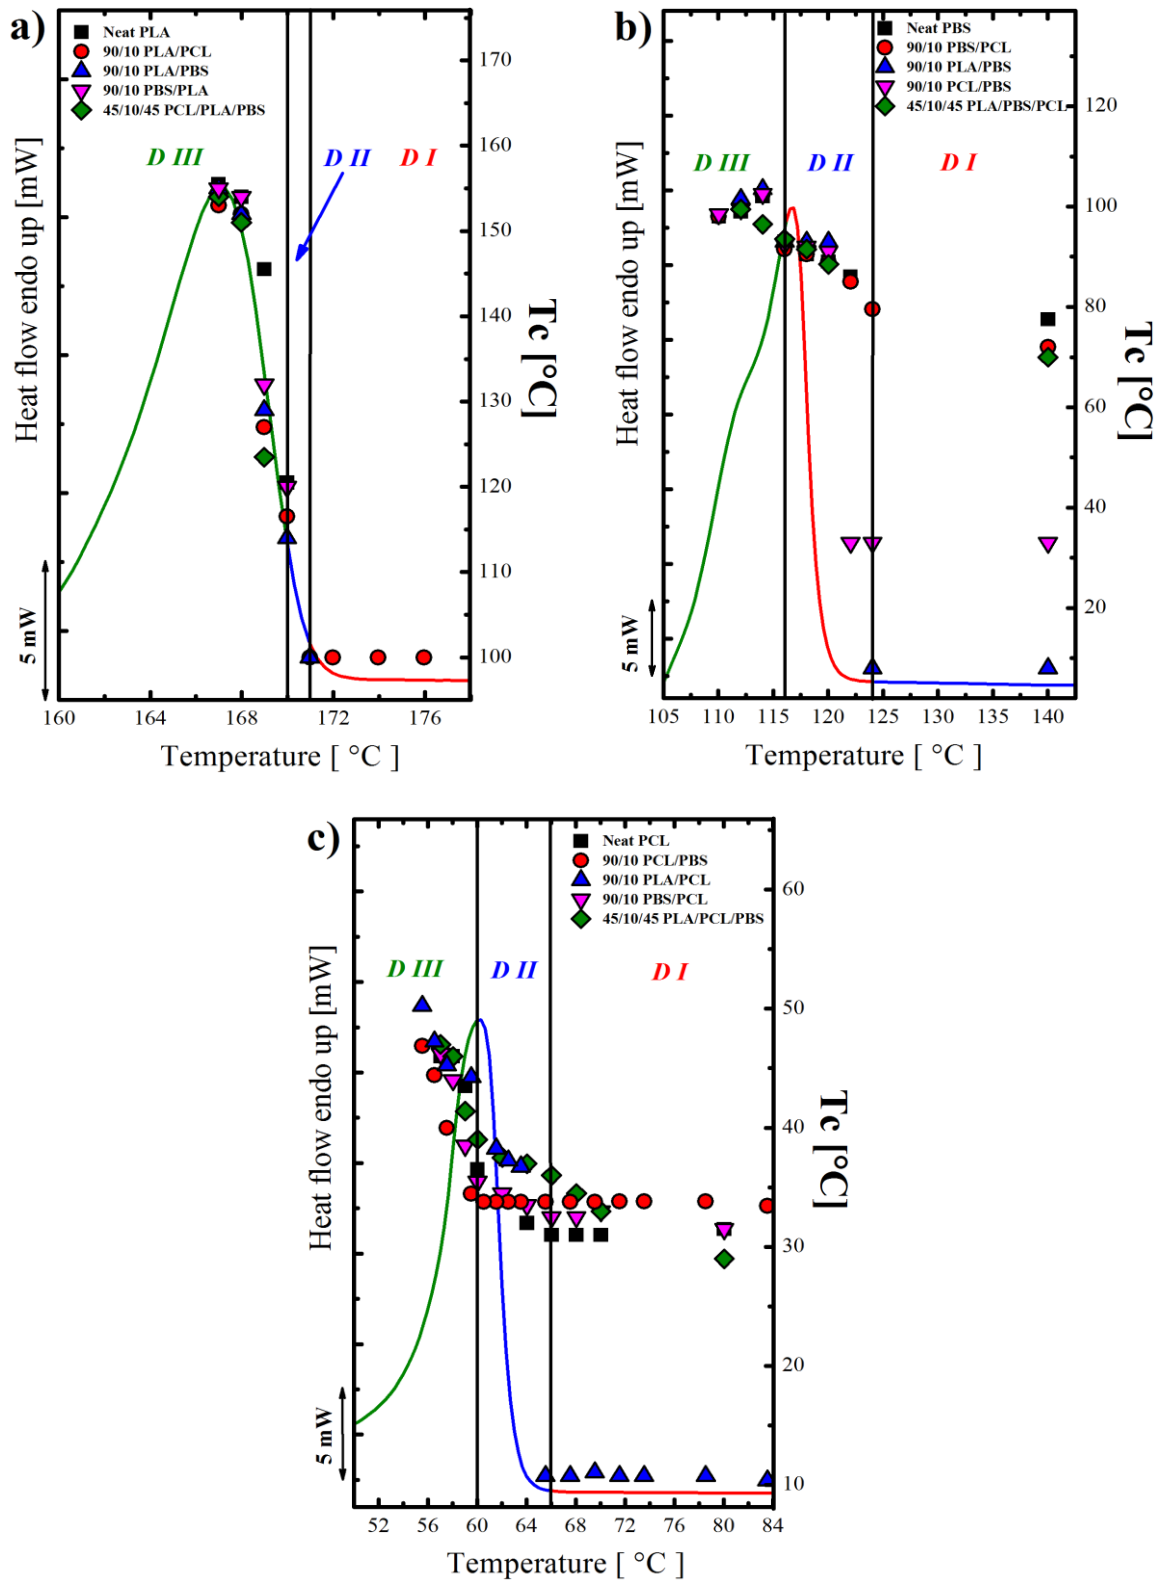 a)
Neat PLA
90/10 PLA/PCL
90/10 PLA/PBS
90/10 PBS/PLA
45/10/45 PCL/PLA/PBS
D III
D II
D I
Heat flow endo up [mW]
5 mW
170
160
150
140
130
120
110
100
Tc [°C]
160
164
168
172
176
Temperature [ °C ]
b)
Neat PBS
90/10 PBS/PCL
90/10 PLA/PBS
90/10 PCL/PBS
45/10/45 PLA/PBS/PCL
D III
D II
D I
Heat flow endo up [mW]
5 mW
120
100
80
60
40
20
Tc [°C]
105
110
115
120
125
130
135
140
Temperature [ °C ]
c)
Neat PCL
90/10 PCL/PBS
90/10 PLA/PCL
90/10 PBS/PCL
45/10/45 PLA/PCL/PBS
D III
D II
D I
Heat flow endo up [mW]
5 mW
60
50
40
30
20
10
Tc [°C]
52
56
60
64
68
72
76
80
84
Temperature [ °C ]